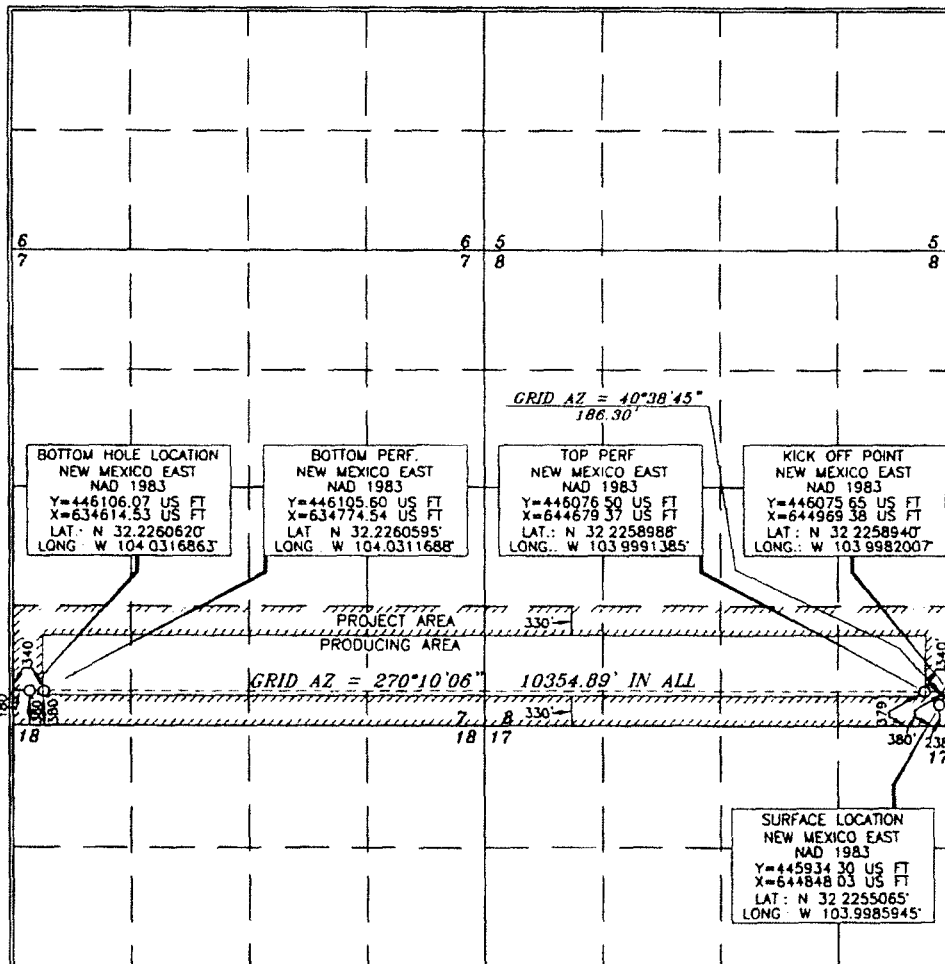 6
6 5
5
7
7 8
8
GRID AZ = 40°38'45"
186.30'
BOTTOM HOLE LOCATION
NEW MEXICO EAST
NAD 1983
Y=446106.07 US FT
X=634614.53 US FT
LAT.: N 32.2260620°
LONG.: W 104.0316863°
BOTTOM PERF.
NEW MEXICO EAST
NAD 1983
Y=446105.60 US FT
X=634774.54 US FT
LAT N 32.2260595°
LONG W 104.0311688°
TOP PERF
NEW MEXICO EAST
NAD 1983
Y=446076 50 US FT
X=644679 37 US FT
LAT.: N 32.2258988°
LONG.: W 103.9991385°
KICK OFF POINT
NEW MEXICO EAST
NAD 1983
Y=446075 65 US FT
X=644969.38 US FT
LAT.: N 32 2258940°
LONG.: W 103 9982007°
PROJECT AREA
330'
PRODUCING AREA
340'
340'
GRID AZ = 270°10'06" 10354.89' IN ALL
380'
380'
330'
379'
380'
238
18
7 8
18 17
17
SURFACE LOCATION
NEW MEXICO EAST
NAD 1983
Y=445934 30 US FT
X=644848 03 US FT
LAT: N 32 2255065°
LONG W 103.9985945°